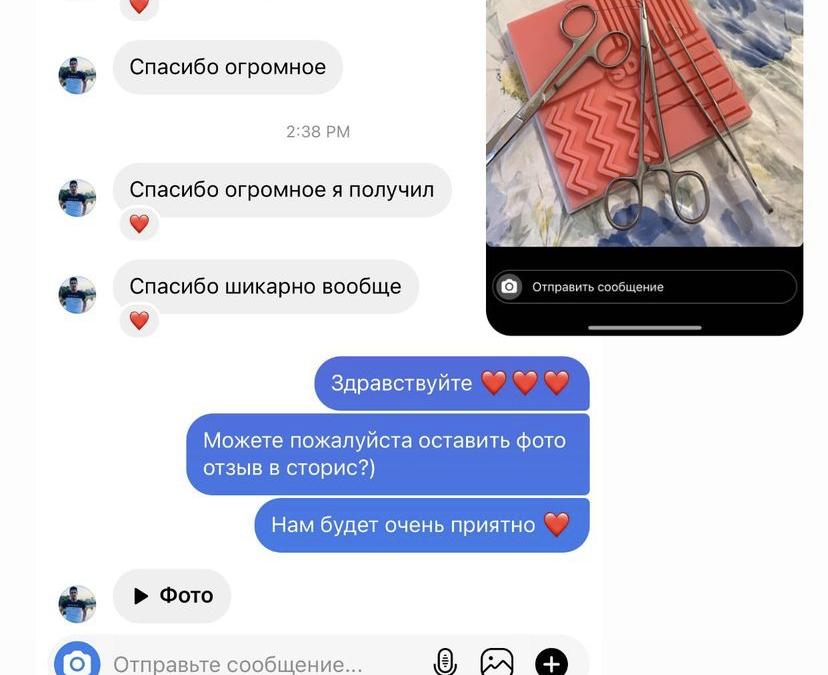 Спасибо огромное
2:38 PM
Спасибо огромное я получил
Спасибо шикарно вообще
Отправить сообщение
Здравствуйте ❤️❤️❤️
Можете пожалуйста оставить фото
отзыв в сторис?)
Нам будет очень приятно ❤️
Фото
Отправьте сообщение...